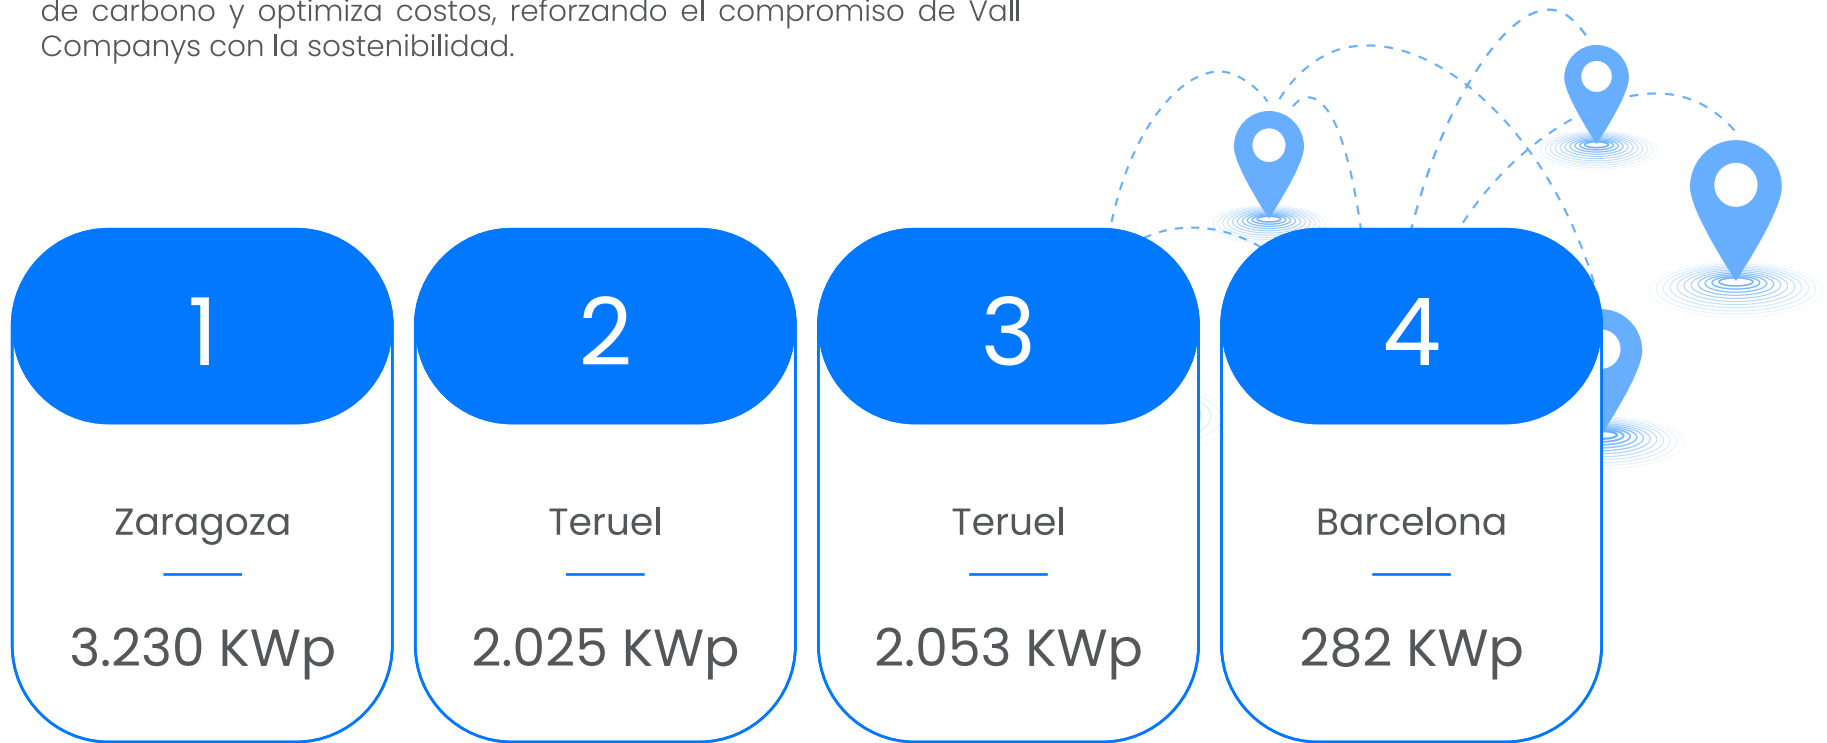 de carbono y optimiza costos, reforzando el compromiso de Vall
Companys con la sostenibilidad.
1
2
3
4
Zaragoza
Teruel
Teruel
Barcelona
3.230 KWp
2.025 KWp
2.053 KWp
282 KWp